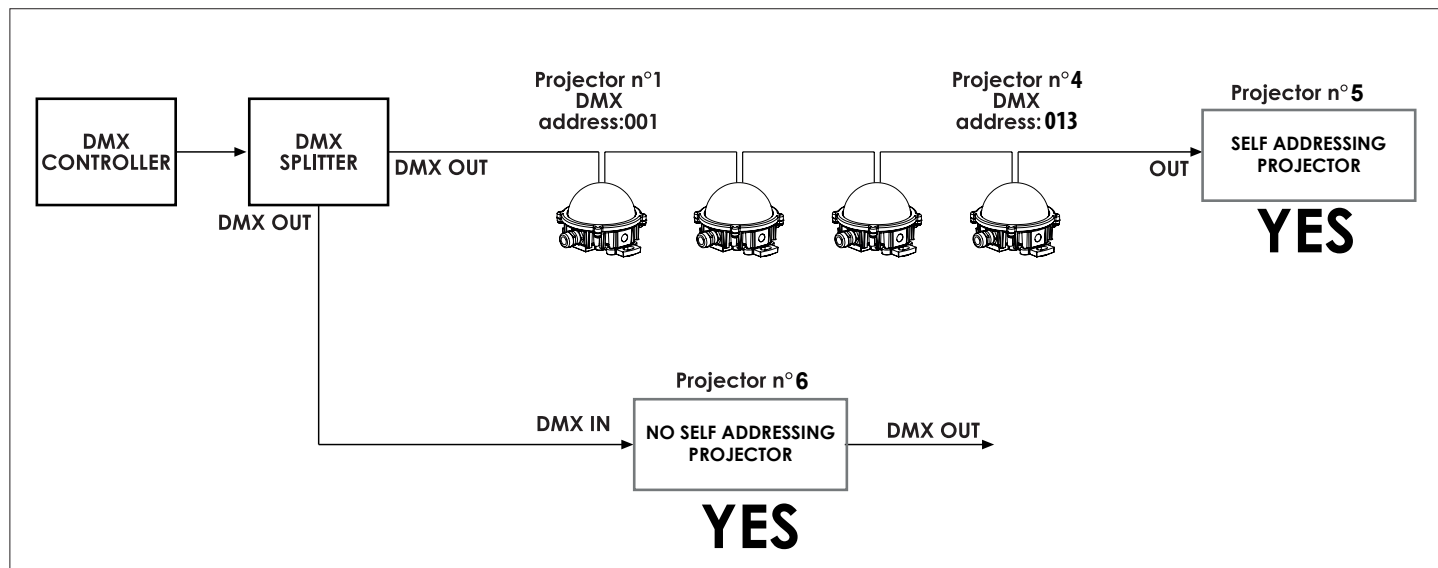 Projector n°1
DMX
address:001
Projector n°4
DMX
address: 013
Projector n°5
DMX
CONTROLLER
DMX
SPLITTER
DMX OUT
OUT
SELF ADDRESSING
PROJECTOR
YES
DMX OUT
Projector n°6
DMX IN
NO SELF ADDRESSING
PROJECTOR
DMX OUT
YES